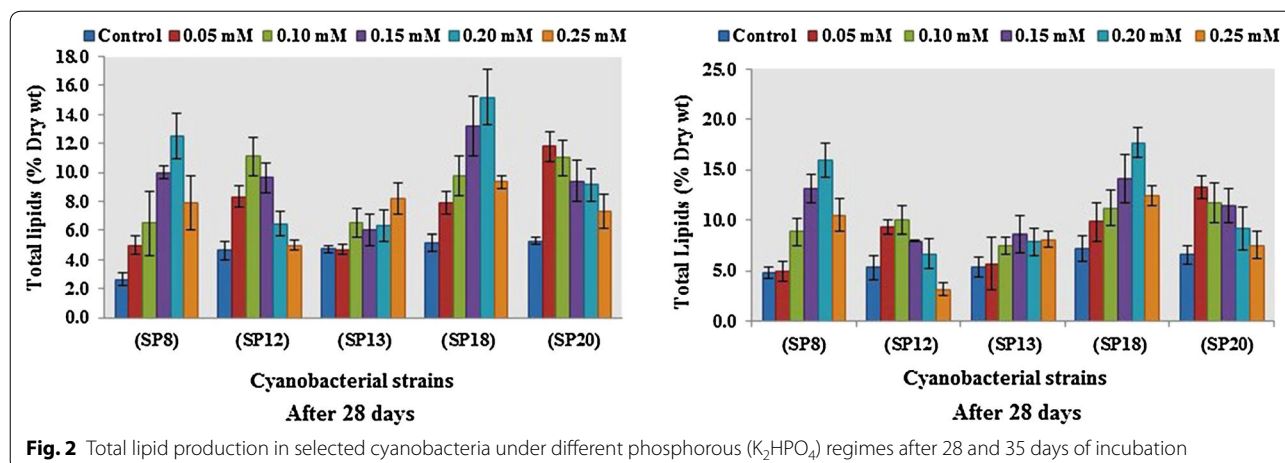 Control 0.05 mM 0.10 mM 0.15 mM 0.20 mM 0.25 mM
18.0
16.0
14.0
12.0
10.0
8.0
6.0
4.0
2.0
0.0
Total lipids (% Dry wt)
(SP8) (SP12) (SP13) (SP18) (SP20)
Cyanobacterial strains
After 28 days
Control 0.05 mM 0.10 mM 0.15 mM 0.20 mM 0.25 mM
25.0
20.0
15.0
10.0
5.0
0.0
Total Lipids (% Dry wt)
(SP8) (SP12) (SP13) (SP18) (SP20)
Cyanobacterial strains
After 28 days
Fig. 2 Total lipid production in selected cyanobacteria under different phosphorous (K₂HPO₄) regimes after 28 and 35 days of incubation